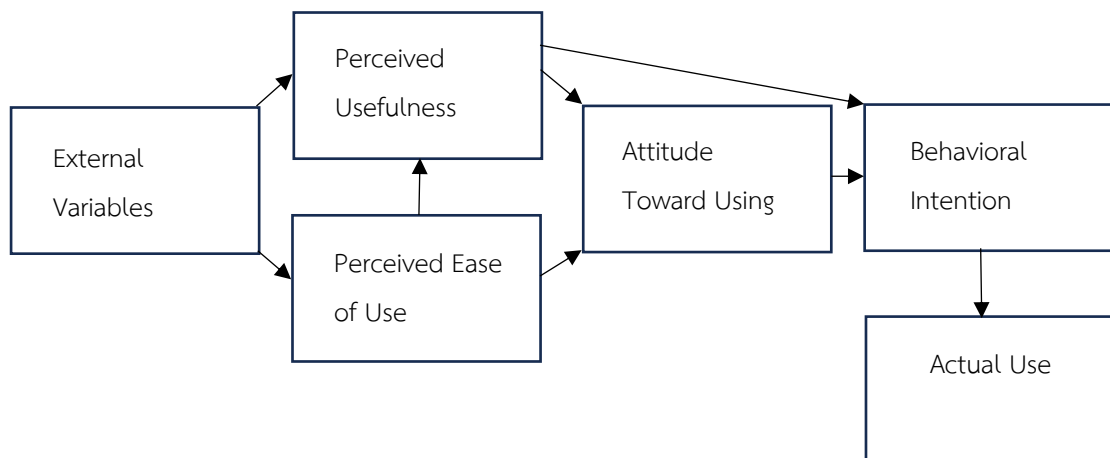 Perceived
Usefulness
External
Variables
Perceived Ease
of Use
Attitude
Toward Using
Behavioral
Intention
Actual Use